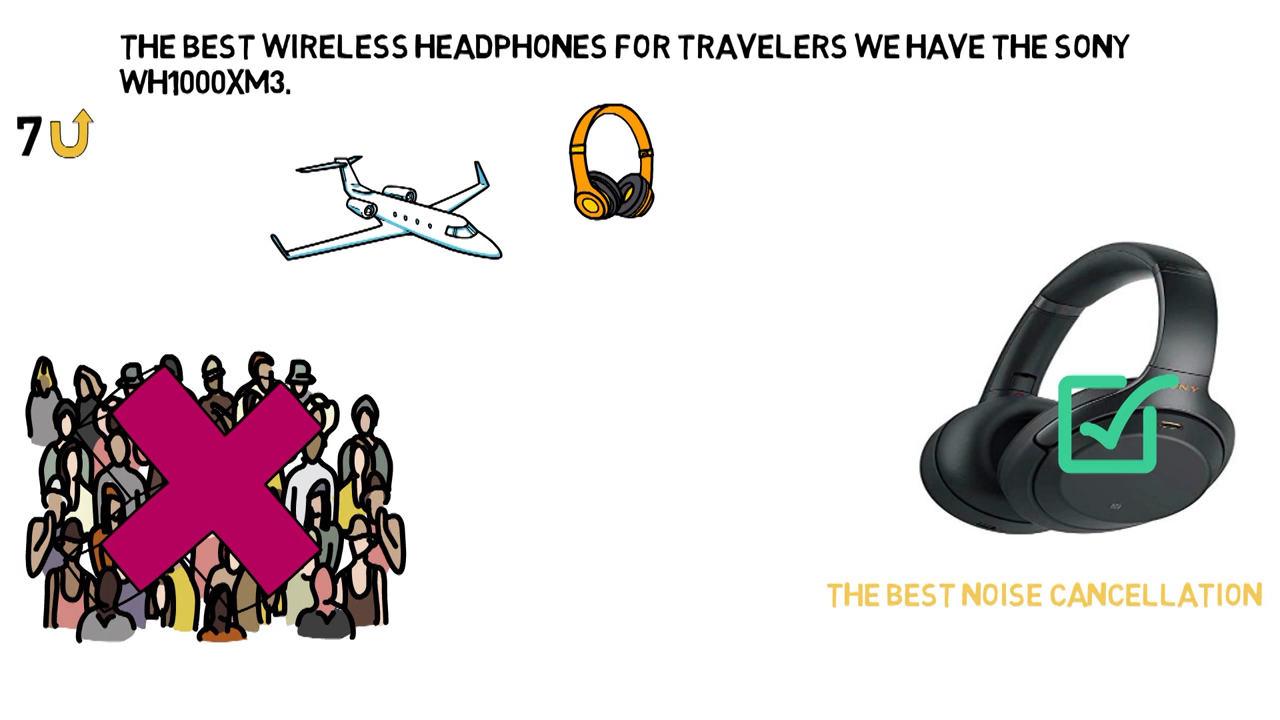 THE BEST WIRELESS HEADPHONES FOR TRAVELERS WE HAVE THE SONY
WH1000XM3.
7
THE BEST NOISE CANCELLATION